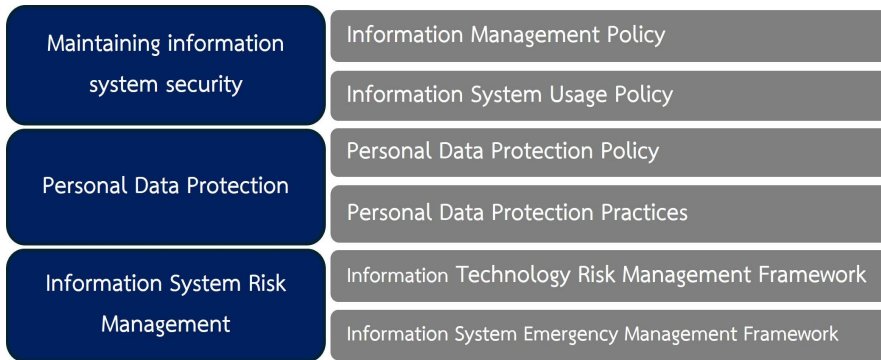 Maintaining information
system security
Information Management Policy
Information System Usage Policy
Personal Data Protection
Personal Data Protection Policy
Personal Data Protection Practices
Information System Risk
Management
Information Technology Risk Management Framework
Information System Emergency Management Framework